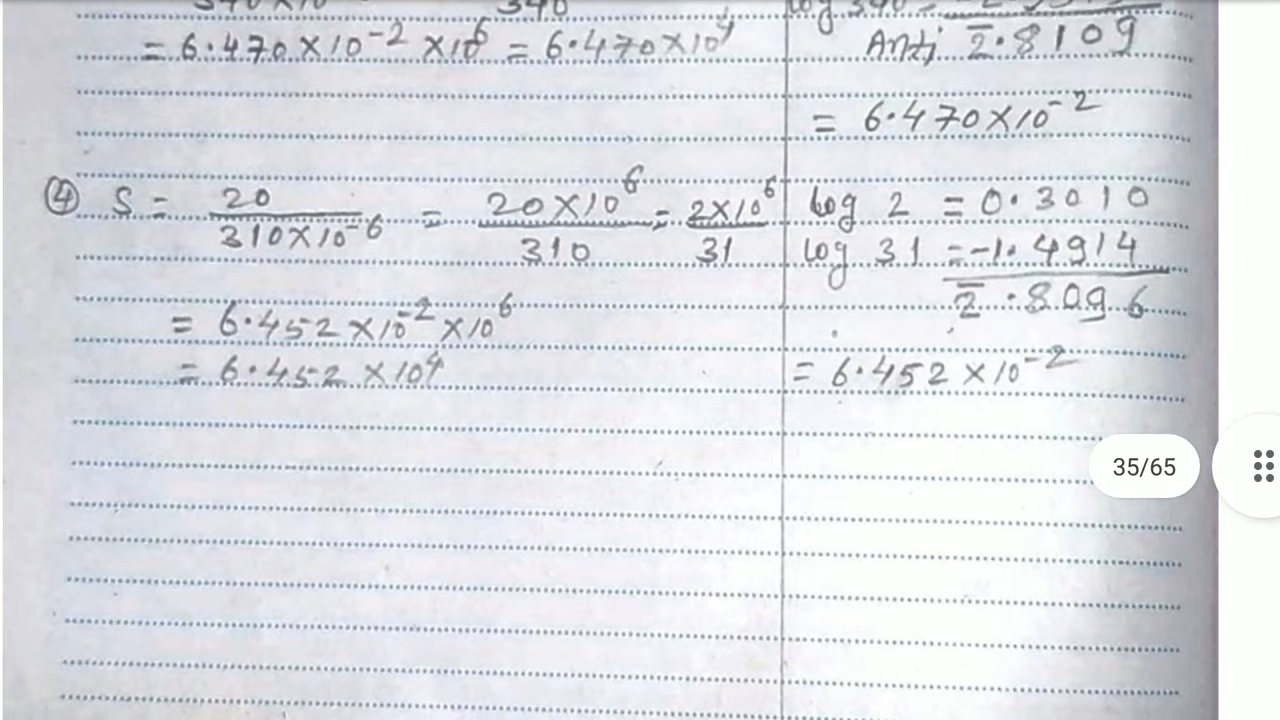 340
= 6.470×10⁻² ×10⁶ = 6.470×10⁴
Anti 2̅.8109
= 6.470×10⁻²
④ S = 20/310×10⁻⁶ = 20×10⁶/310 = 2×10⁶/31
= 6.452×10⁻²×10⁶
= 6.452×10⁴
log 2 = 0.3010
log 31 = -1.4914
2̅.8096
= 6.452×10⁻²
35/65